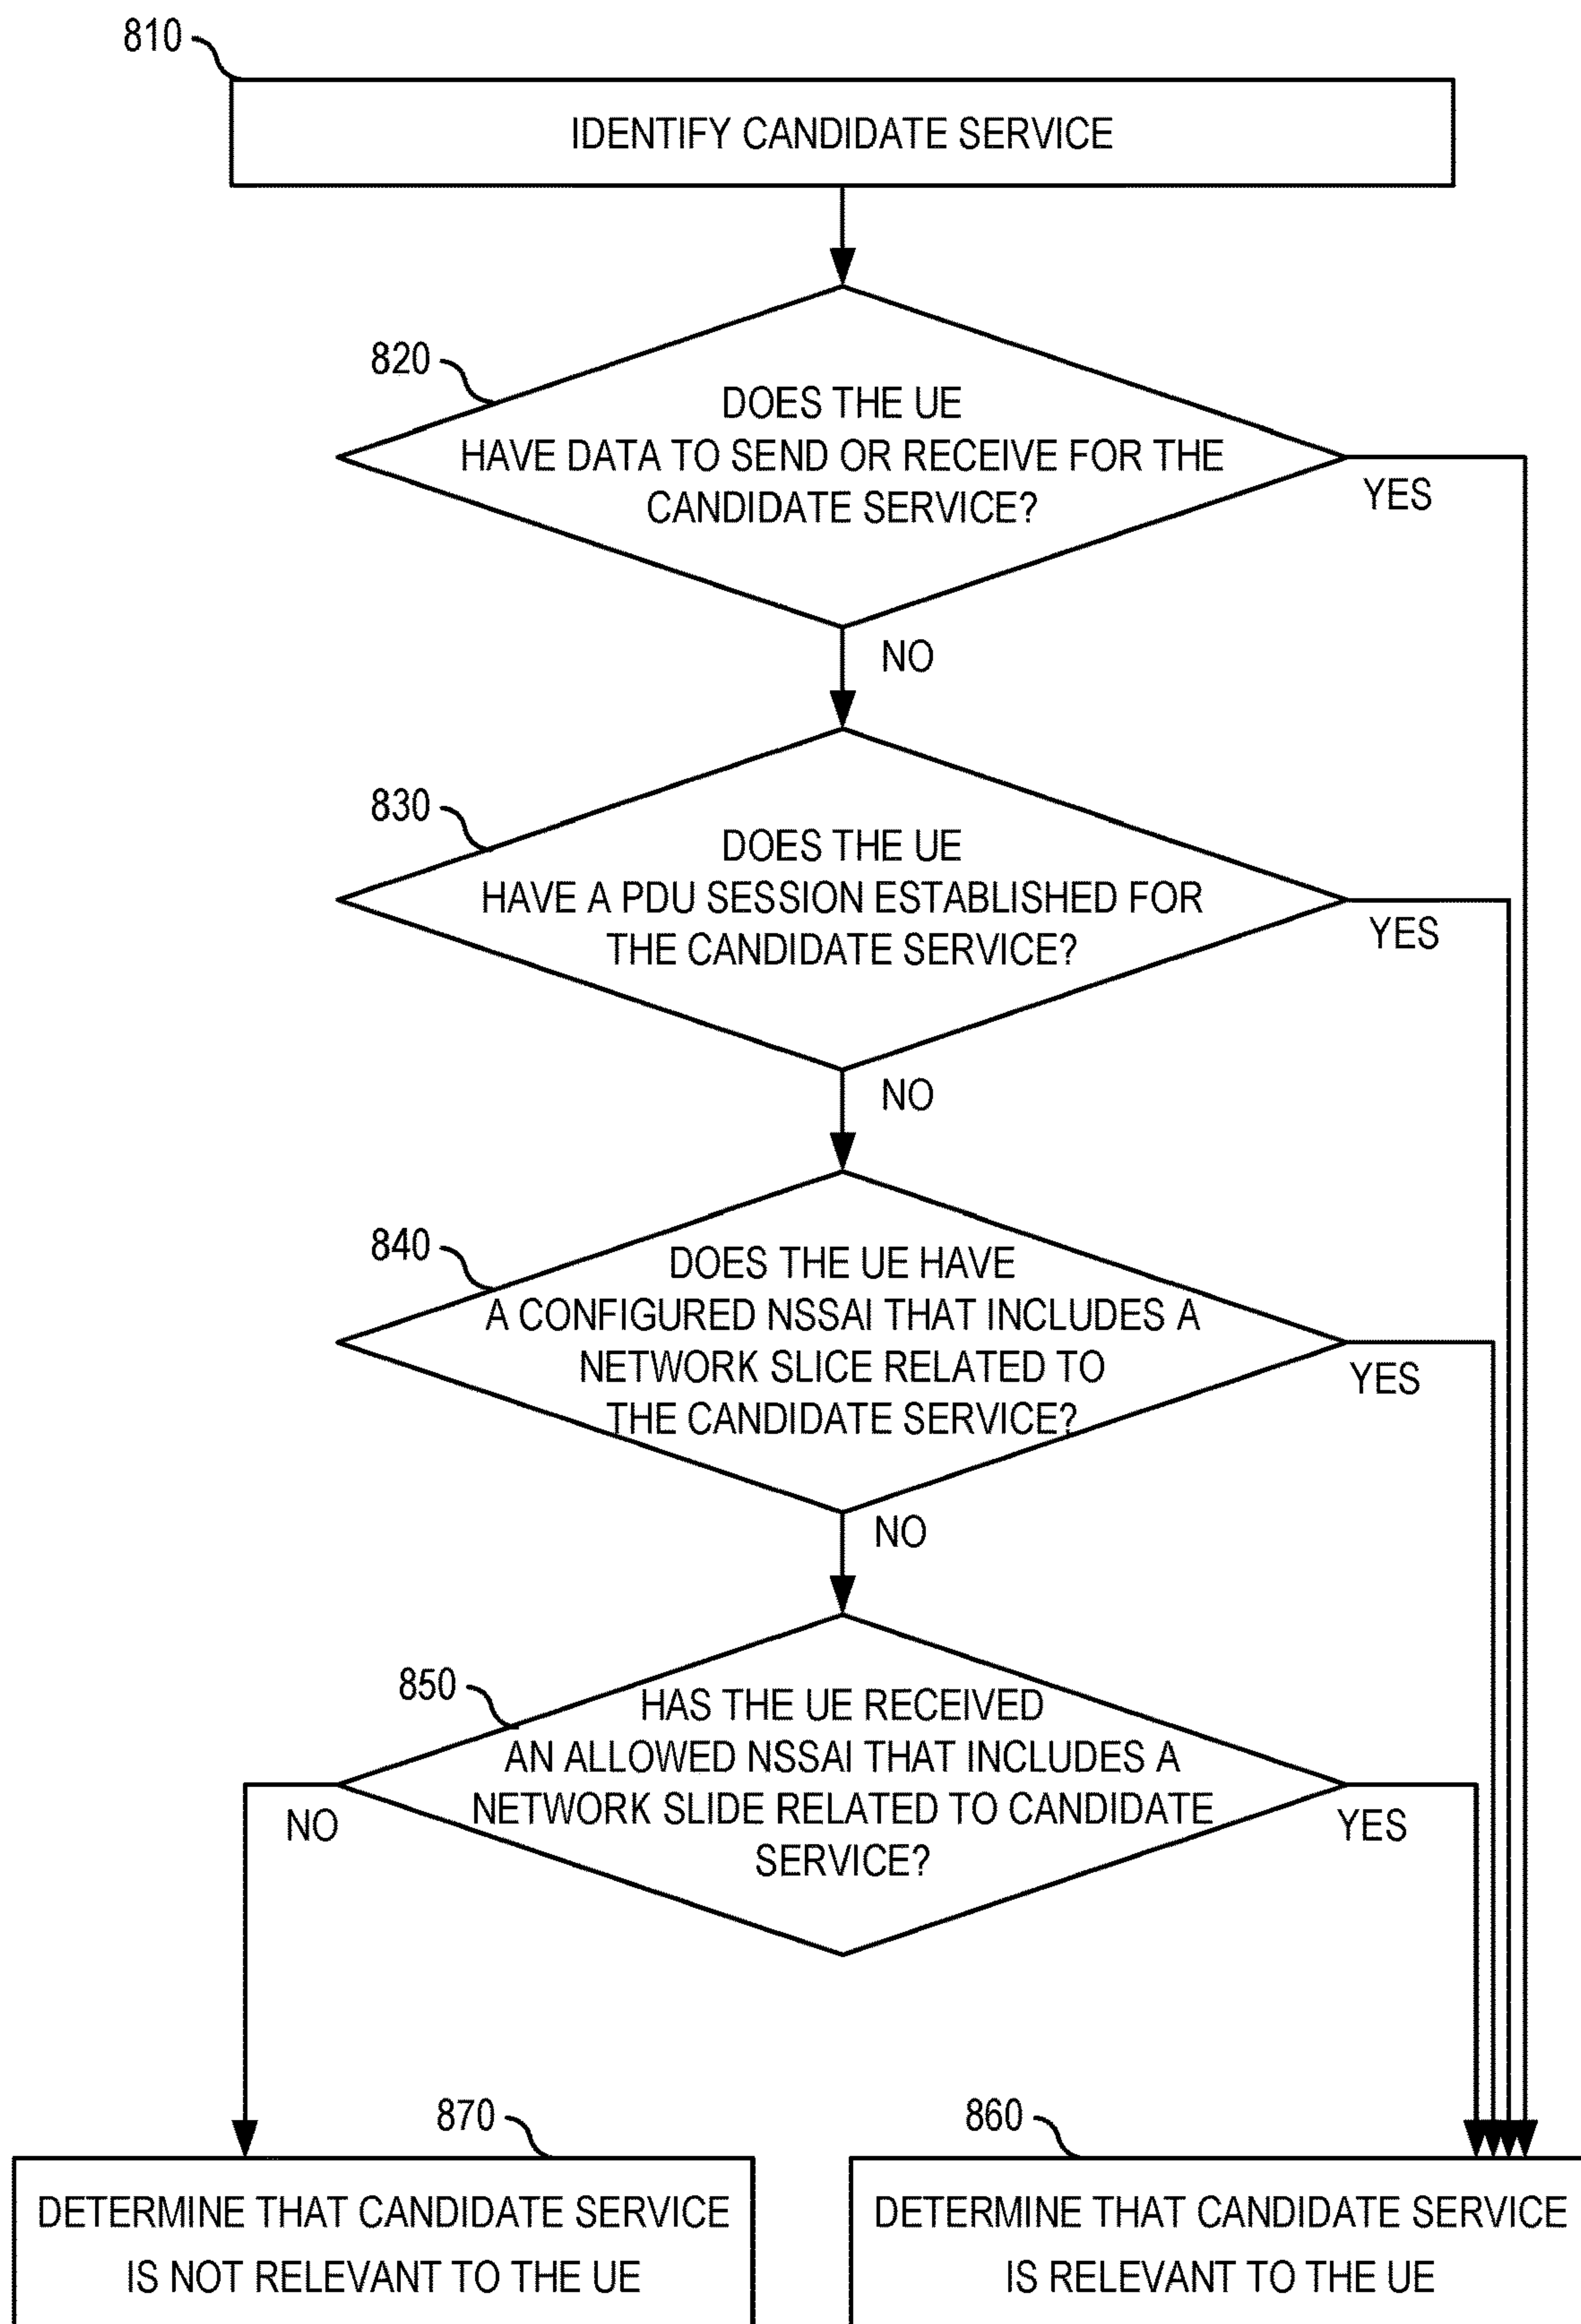 810
IDENTIFY CANDIDATE SERVICE
820
DOES THE UE
HAVE DATA TO SEND OR RECEIVE FOR THE
CANDIDATE SERVICE?
YES
NO
830
DOES THE UE
HAVE A PDU SESSION ESTABLISHED FOR
THE CANDIDATE SERVICE?
YES
NO
840
DOES THE UE HAVE
A CONFIGURED NSSAI THAT INCLUDES A
NETWORK SLICE RELATED TO
THE CANDIDATE SERVICE?
YES
NO
850
HAS THE UE RECEIVED
AN ALLOWED NSSAI THAT INCLUDES A
NETWORK SLIDE RELATED TO CANDIDATE
SERVICE?
NO
YES
870
DETERMINE THAT CANDIDATE SERVICE
IS NOT RELEVANT TO THE UE
860
DETERMINE THAT CANDIDATE SERVICE
IS RELEVANT TO THE UE